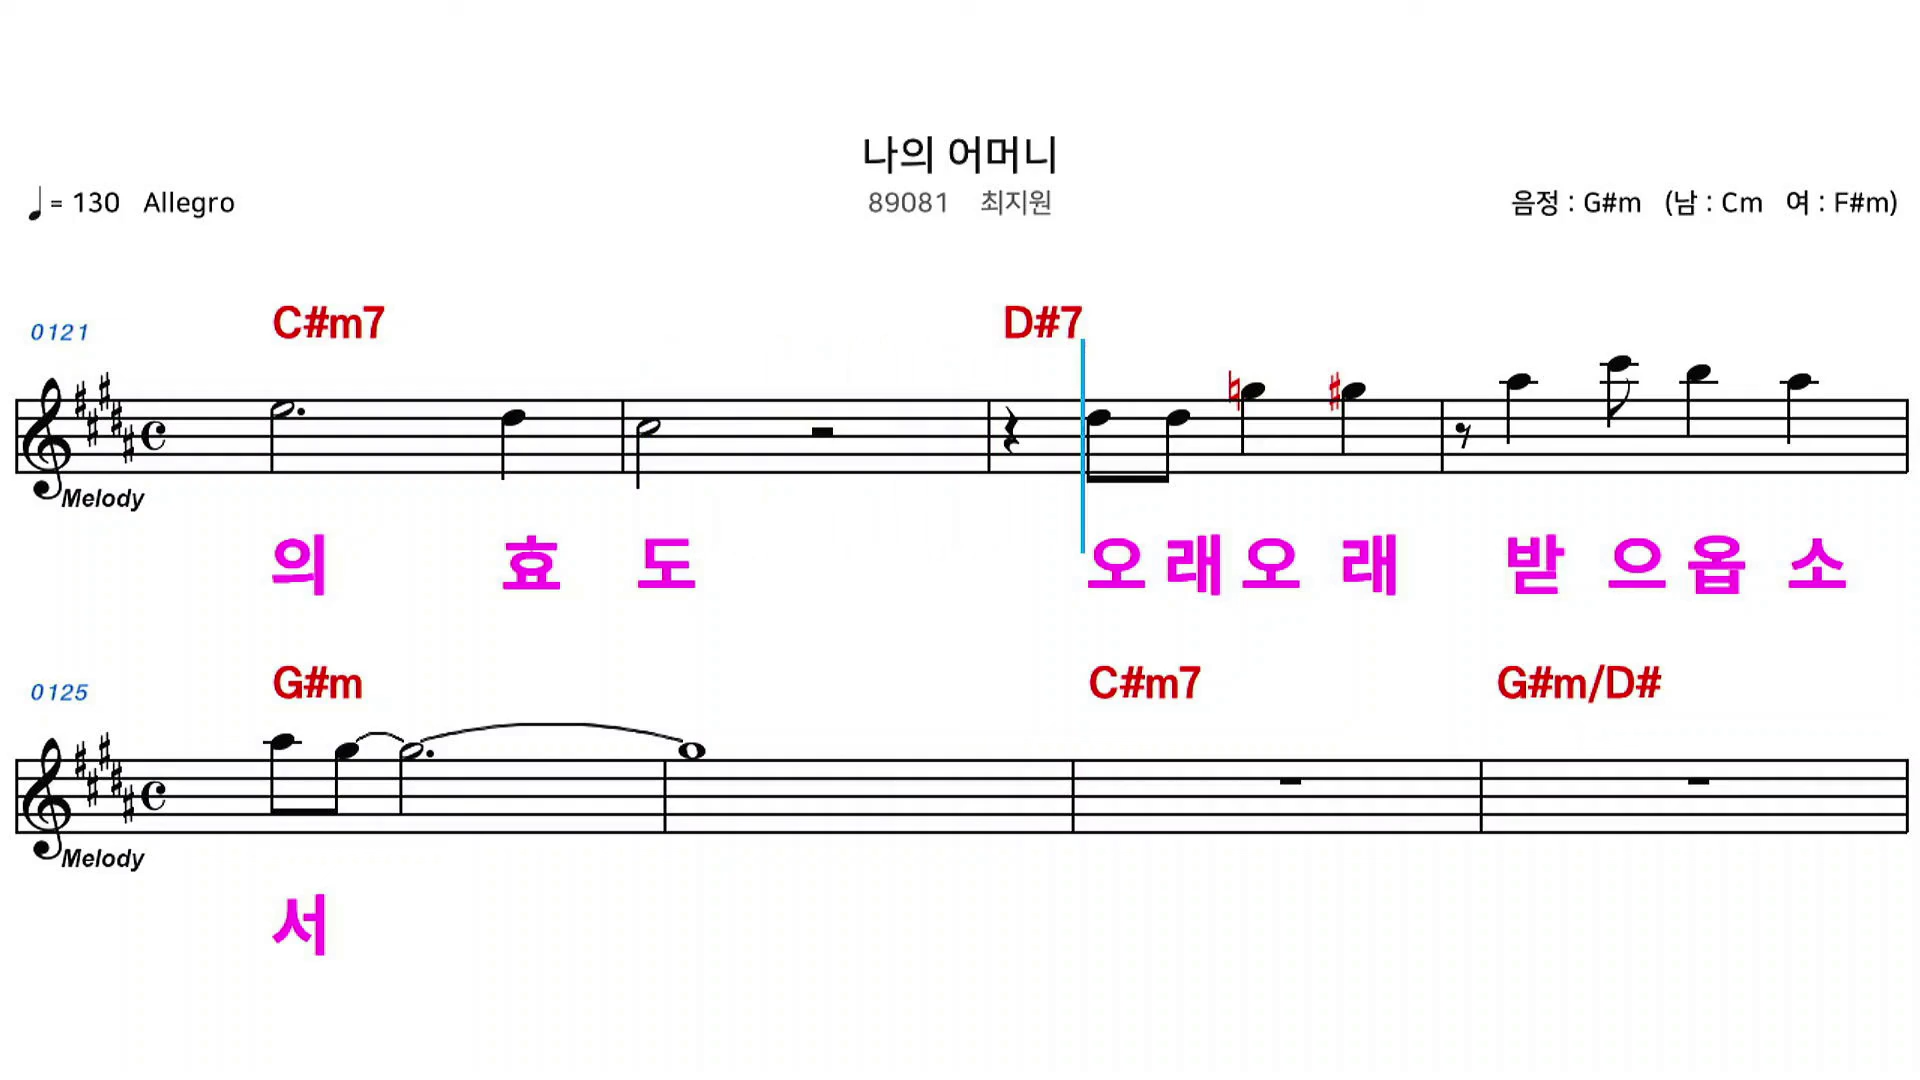 나의 어머니
♩= 130 Allegro
89081 최지원
음정 : G#m (남 : Cm 여 : F#m)
0121
C#m7 D#7
Melody
의 효 도 오 래 오 래 받 으 옵 소
0125
G#m C#m7 G#m/D#
Melody
서